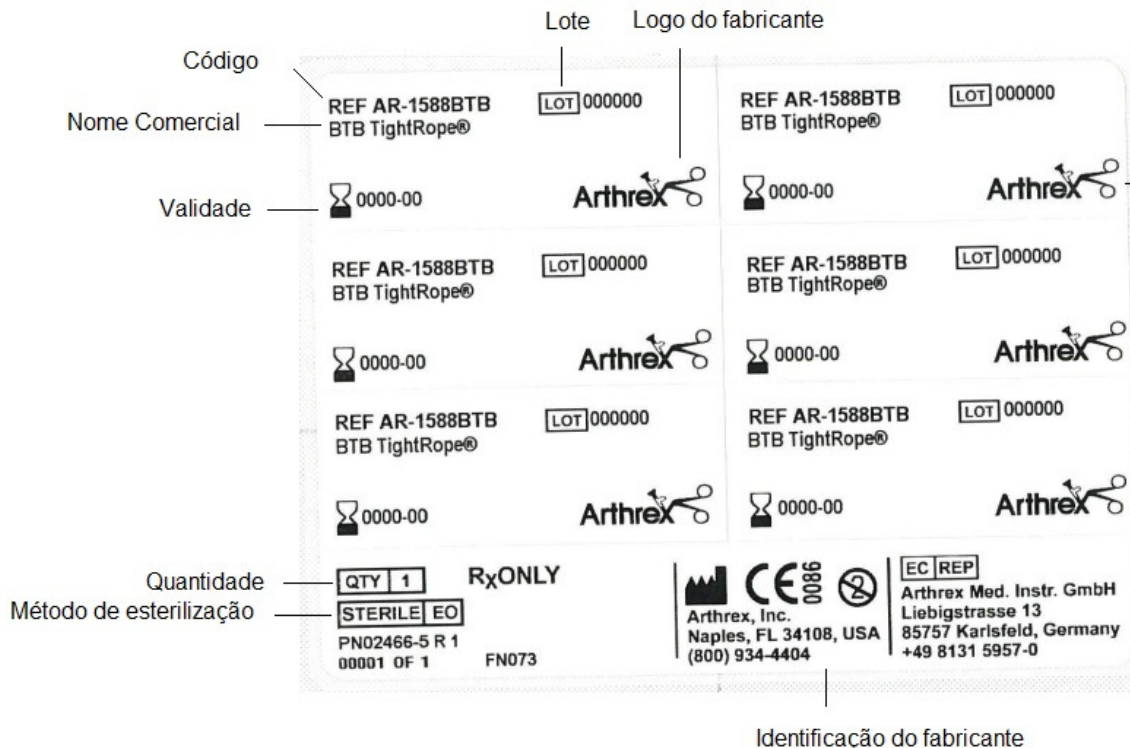 Lote
Logo do fabricante
Código
Nome Comercial
Validade
REF AR-1588BTB LOT 000000
BTB TightRope®
0000-00 Arthrex
REF AR-1588BTB LOT 000000
BTB TightRope®
0000-00 Arthrex
REF AR-1588BTB LOT 000000
BTB TightRope®
0000-00 Arthrex
REF AR-1588BTB LOT 000000
BTB TightRope®
0000-00 Arthrex
REF AR-1588BTB LOT 000000
BTB TightRope®
0000-00 Arthrex
REF AR-1588BTB LOT 000000
BTB TightRope®
0000-00 Arthrex
Quantidade
Método de esterilização
QTY 1 RxONLY
STERILE EO
PN02466-5 R 1
00001 OF 1 FN073
CE 0086 2
Arthrex, Inc.
Naples, FL 34108, USA
(800) 934-4404
EC REP
Arthrex Med. Instr. GmbH
Liebigstrasse 13
85757 Karlsfeld, Germany
+49 8131 5957-0
Identificação do fabricante